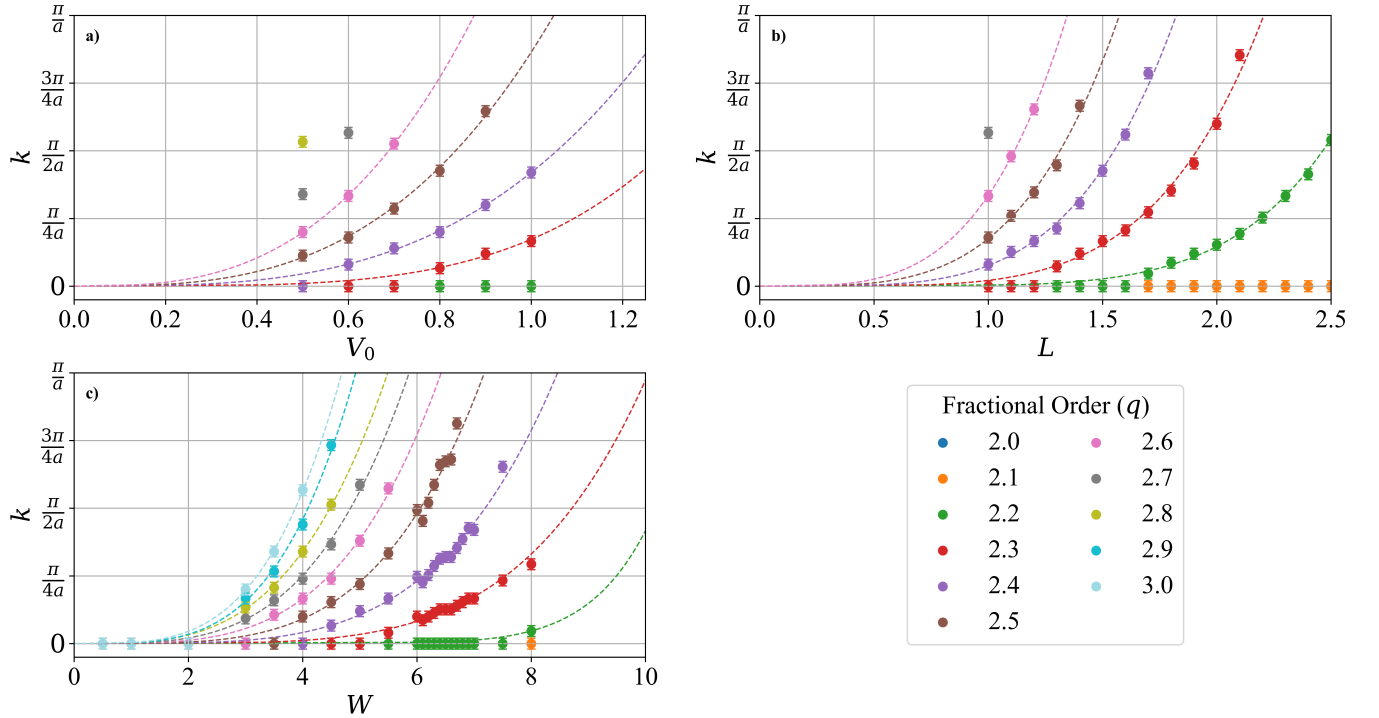 a)
π/a
3π/4a
π/2a
π/4a
0
k
0.0 0.2 0.4 0.6 0.8 1.0 1.2
V₀
b)
π/a
3π/4a
π/2a
π/4a
0
k
0.0 0.5 1.0 1.5 2.0 2.5
L
c)
π/a
3π/4a
π/2a
π/4a
0
k
0 2 4 6 8 10
W
Fractional Order (q)
2.0 2.6
2.1 2.7
2.2 2.8
2.3 2.9
2.4 3.0
2.5